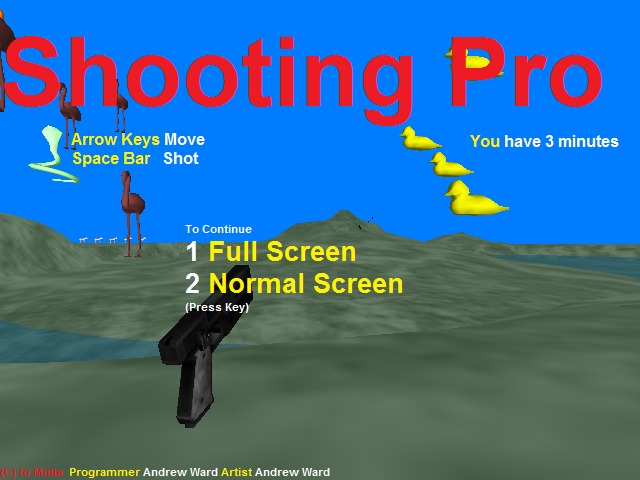 Shooting Pro
Arrow Keys Move
Space Bar Shot
You have 3 minutes
To Continue
1 Full Screen
2 Normal Screen
(Press Key)
(C) to Multa Programmer Andrew Ward Artist Andrew Ward